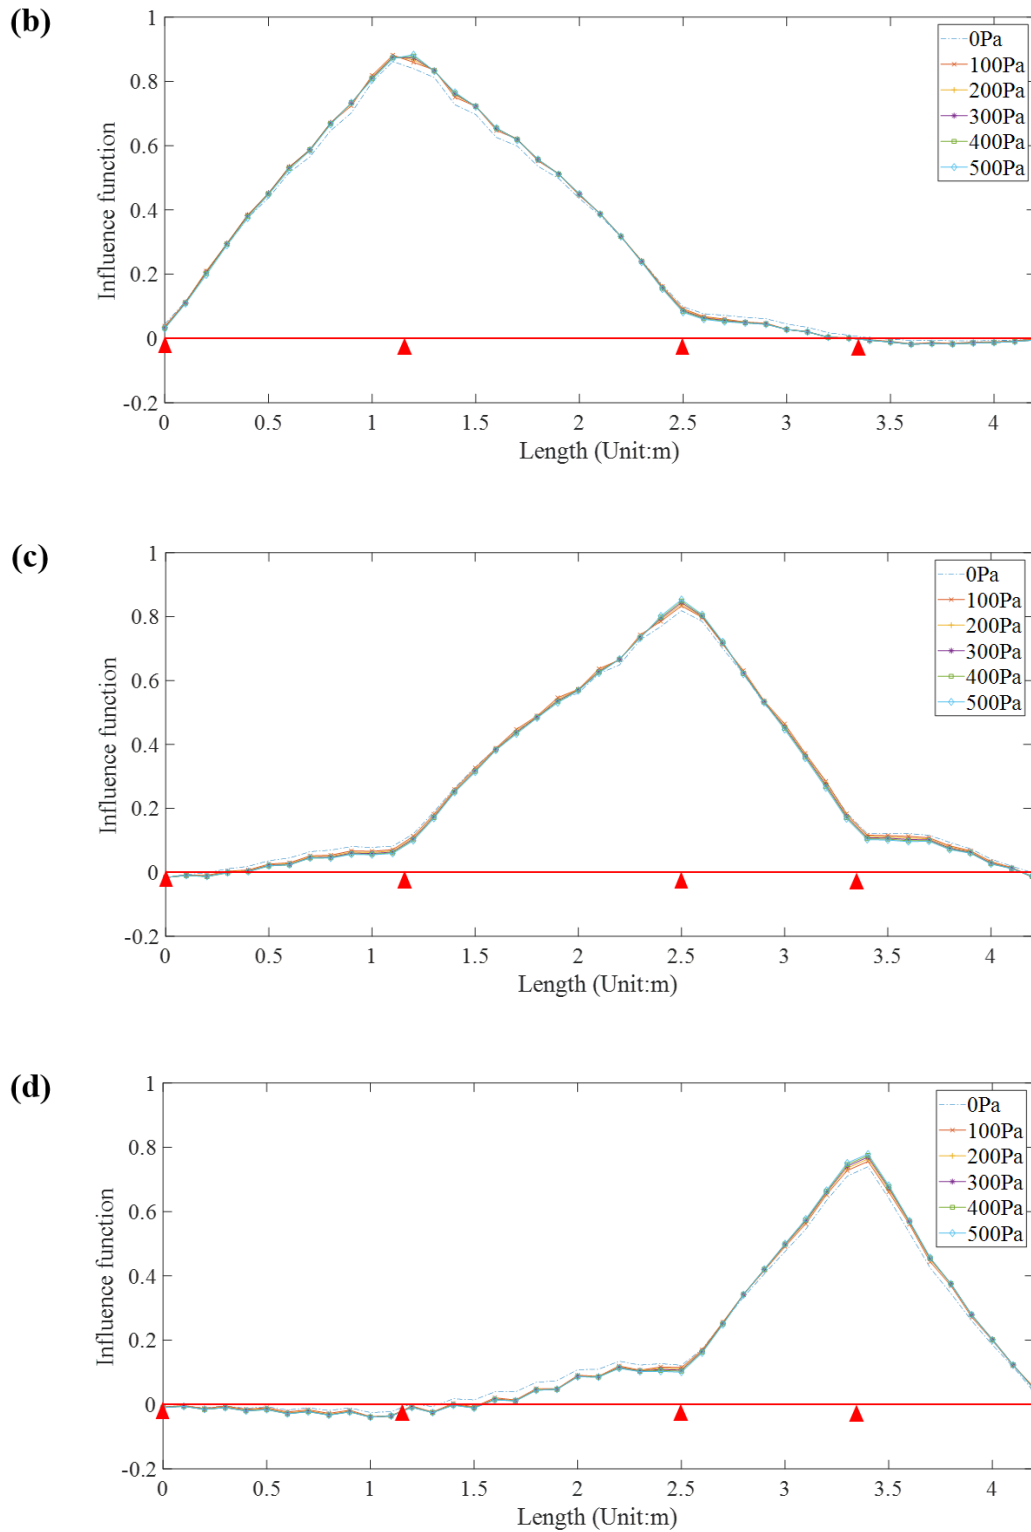 (b)
1
0.8
0.6
0.4
0.2
0
-0.2
Influence function
0Pa
100Pa
200Pa
300Pa
400Pa
500Pa
0 0.5 1 1.5 2 2.5 3 3.5 4
Length (Unit:m)
(c)
1
0.8
0.6
0.4
0.2
0
-0.2
Influence function
0Pa
100Pa
200Pa
300Pa
400Pa
500Pa
0 0.5 1 1.5 2 2.5 3 3.5 4
Length (Unit:m)
(d)
1
0.8
0.6
0.4
0.2
0
-0.2
Influence function
0Pa
100Pa
200Pa
300Pa
400Pa
500Pa
0 0.5 1 1.5 2 2.5 3 3.5 4
Length (Unit:m)